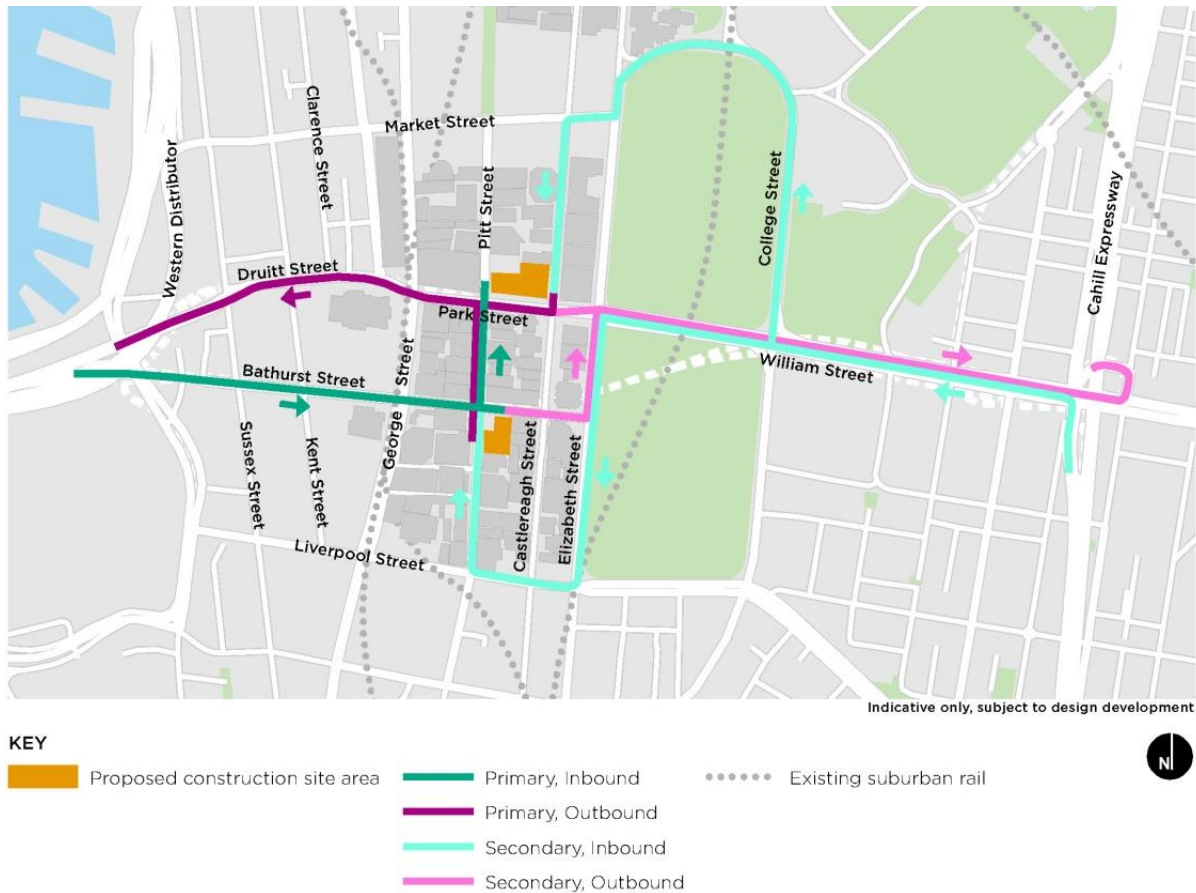 Market Street
Clarence Street
Western Distributor
Pitt Street
College Street
Cahill Expressway
Druitt Street
Park Street
William Street
Bathurst Street
George Street
Sussex Street
Kent Street
Castlereagh Street
Elizabeth Street
Liverpool Street
Indicative only, subject to design development
KEY
N
Proposed construction site area
Primary, Inbound
Existing suburban rail
Primary, Outbound
Secondary, Inbound
Secondary, Outbound